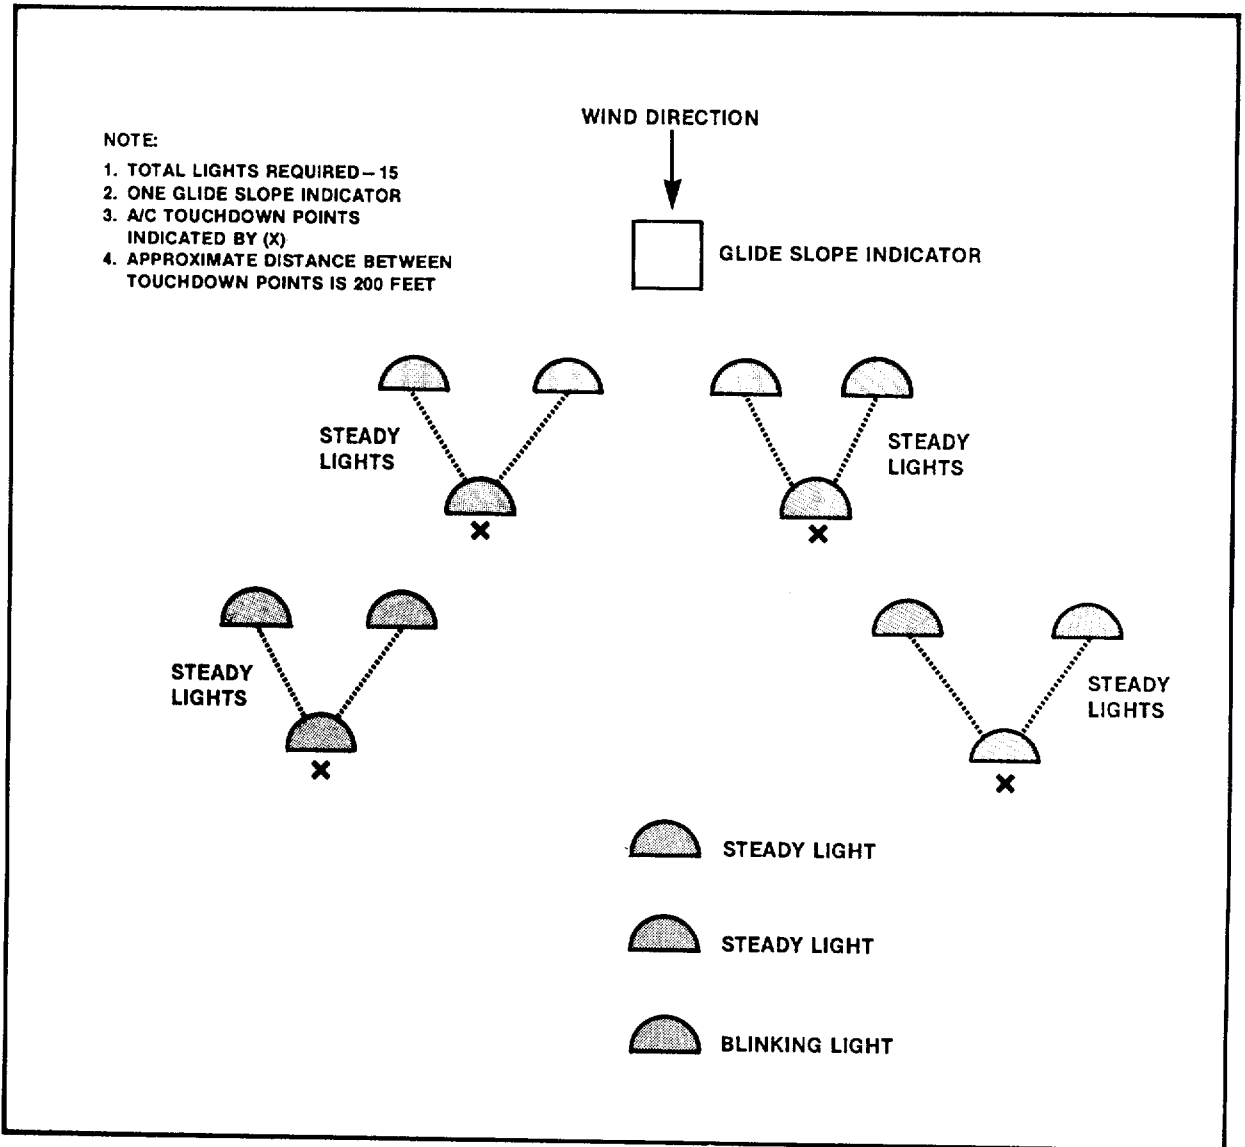 WIND DIRECTION
NOTE:
1. TOTAL LIGHTS REQUIRED–15
2. ONE GLIDE SLOPE INDICATOR
3. A/C TOUCHDOWN POINTS
INDICATED BY (X)
4. APPROXIMATE DISTANCE BETWEEN
TOUCHDOWN POINTS IS 200 FEET
GLIDE SLOPE INDICATOR
STEADY
LIGHTS
STEADY
LIGHTS
X
X
STEADY
LIGHTS
STEADY
LIGHTS
X
X
STEADY LIGHT
STEADY LIGHT
BLINKING LIGHT